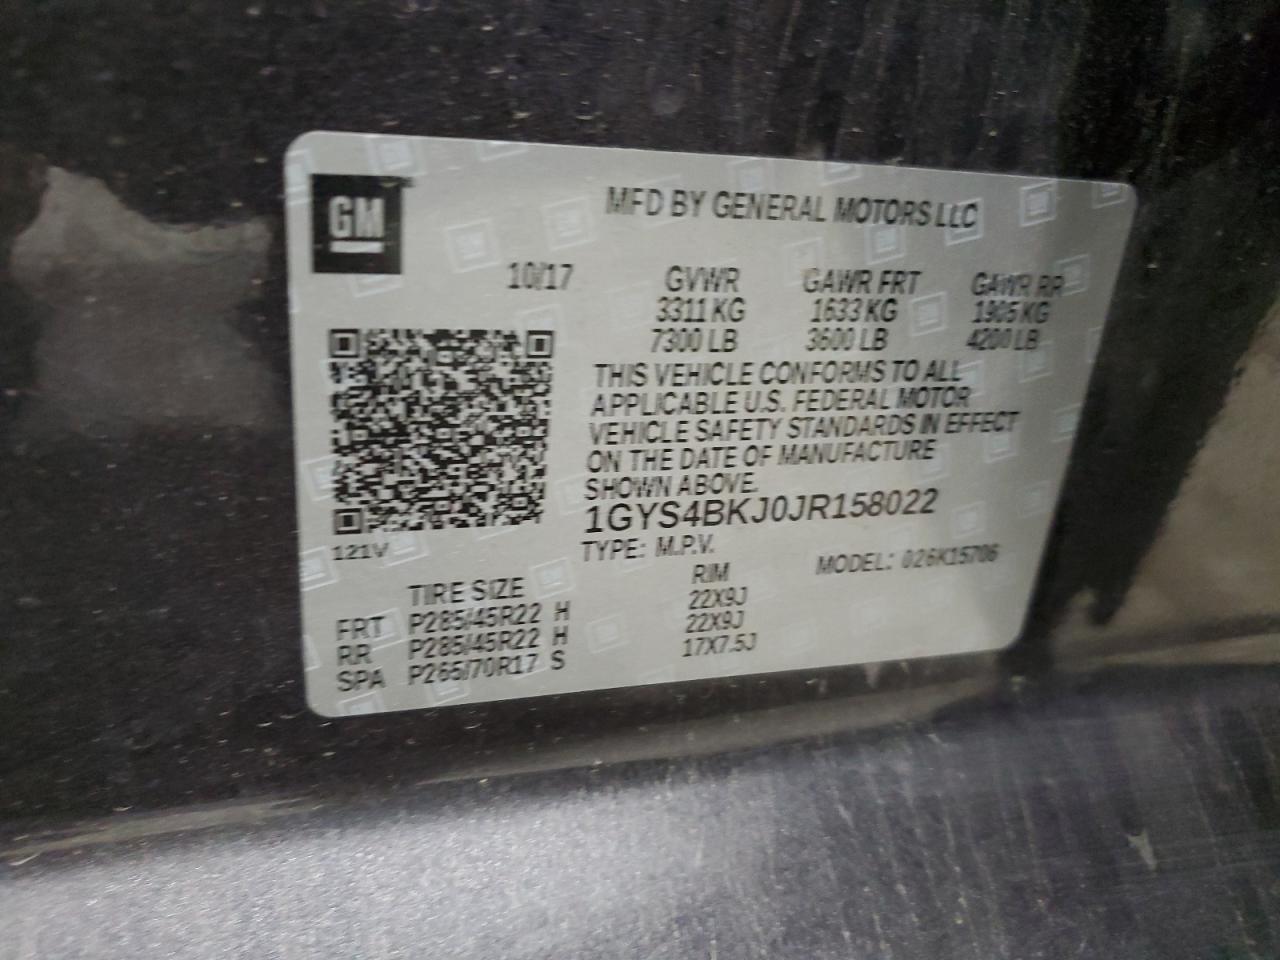 GM
MFD BY GENERAL MOTORS LLC
10/17 GVWR GAWR FRT GAWR RR
3311 KG 1633 KG 1905 KG
7300 LB 3600 LB 4200 LB
THIS VEHICLE CONFORMS TO ALL
APPLICABLE U.S. FEDERAL MOTOR
VEHICLE SAFETY STANDARDS IN EFFECT
ON THE DATE OF MANUFACTURE
SHOWN ABOVE.
1GYS4BKJ0JR158022
121V
TYPE: M.P.V. MODEL: 026K15706
TIRE SIZE RIM
FRT P285/45R22 H 22X9J
RR P285/45R22 H 22X9J
SPA P265/70R17 S 17X7.5J